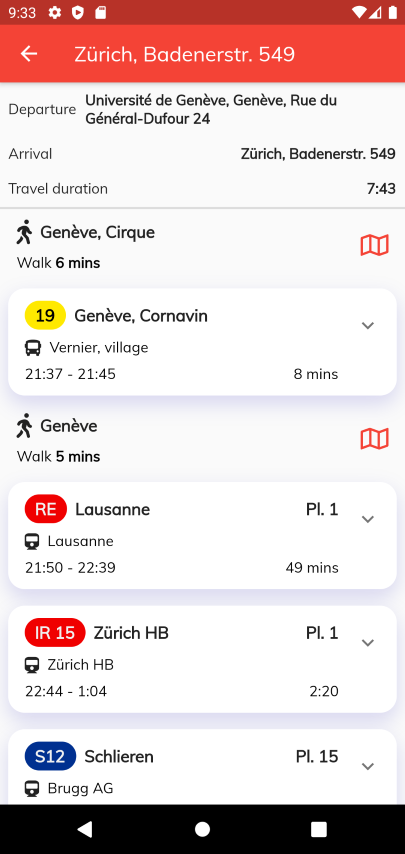 9:33
Zürich, Badenerstr. 549
Departure
Université de Genève, Genève, Rue du
Général-Dufour 24
Arrival
Zürich, Badenerstr. 549
Travel duration
7:43
Genève, Cirque
Walk 6 mins
19 Genève, Cornavin
Vernier, village
21:37 - 21:45
8 mins
Genève
Walk 5 mins
RE Lausanne
Pl. 1
Lausanne
21:50 - 22:39
49 mins
IR 15 Zürich HB
Pl. 1
Zürich HB
22:44 - 1:04
2:20
S12 Schlieren
Pl. 15
Brugg AG